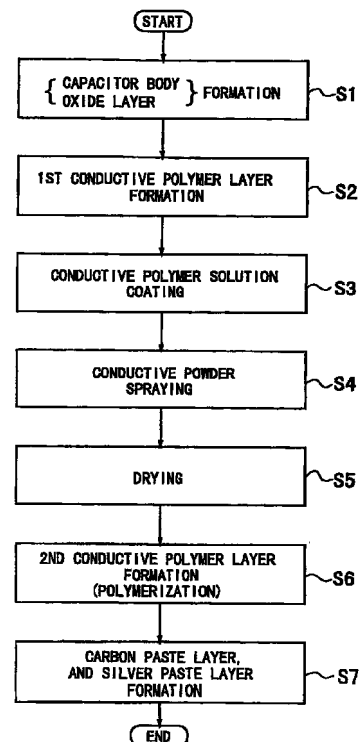 START
{ CAPACITOR BODY
OXIDE LAYER } FORMATION
S1
1ST CONDUCTIVE POLYMER LAYER
FORMATION
S2
CONDUCTIVE POLYMER SOLUTION
COATING
S3
CONDUCTIVE POWDER
SPRAYING
S4
DRYING
S5
2ND CONDUCTIVE POLYMER LAYER
FORMATION
(POLYMERIZATION)
S6
CARBON PASTE LAYER,
AND SILVER PASTE LAYER
FORMATION
S7
END